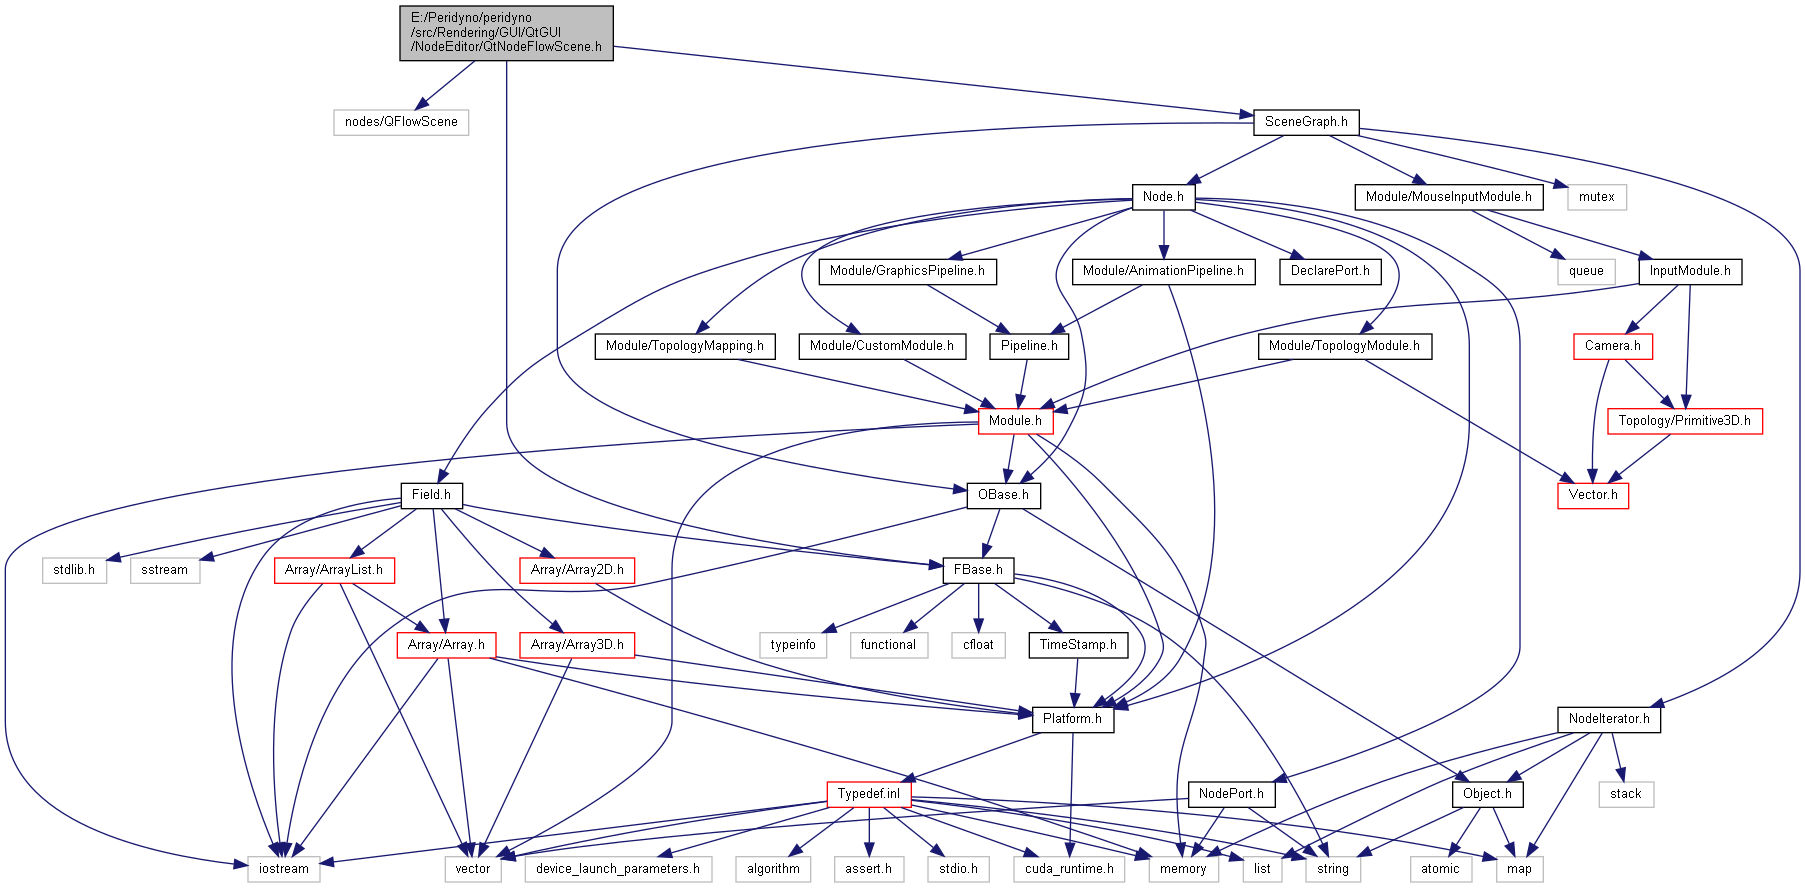 E:/Peridyno/peridyno
/src/Rendering/GUI/QtGUI
/NodeEditor/QtNodeFlowScene.h
nodes/QFlowScene
SceneGraph.h
Node.h
Module/MouseInputModule.h
mutex
Module/GraphicsPipeline.h
Module/AnimationPipeline.h
DeclarePort.h
queue
InputModule.h
Module/TopologyMapping.h
Module/CustomModule.h
Pipeline.h
Module/TopologyModule.h
Camera.h
Module.h
Topology/Primitive3D.h
Field.h
OBase.h
Vector.h
stdlib.h
sstream
Array/ArrayList.h
Array/Array2D.h
FBase.h
Array/Array.h
Array/Array3D.h
typeinfo
functional
cfloat
TimeStamp.h
Platform.h
NodeIterator.h
Typedef.inl
NodePort.h
Object.h
stack
iostream
vector
device_launch_parameters.h
algorithm
assert.h
stdio.h
cuda_runtime.h
memory
list
string
atomic
map